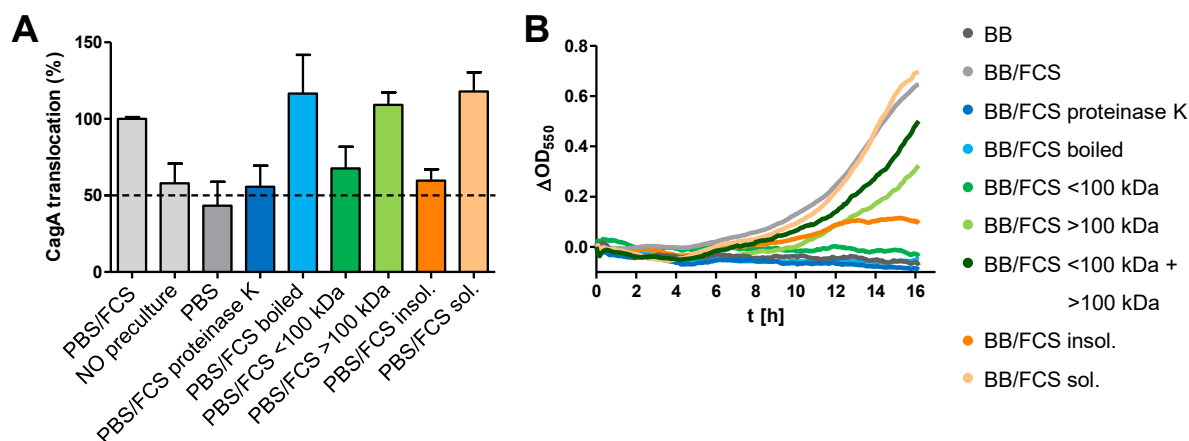 A
CagA translocation (%)
150
100
50
0
PBS/FCS
NO preculture
PBS
PBS/FCS proteinase K
PBS/FCS boiled
PBS/FCS <100 kDa
PBS/FCS >100 kDa
PBS/FCS insol.
PBS/FCS sol.
B
ΔOD550
0.8
0.6
0.4
0.2
0.0
0 2 4 6 8 10 12 14 16
t [h]
BB
BB/FCS
BB/FCS proteinase K
BB/FCS boiled
BB/FCS <100 kDa
BB/FCS >100 kDa
BB/FCS <100 kDa +
>100 kDa
BB/FCS insol.
BB/FCS sol.